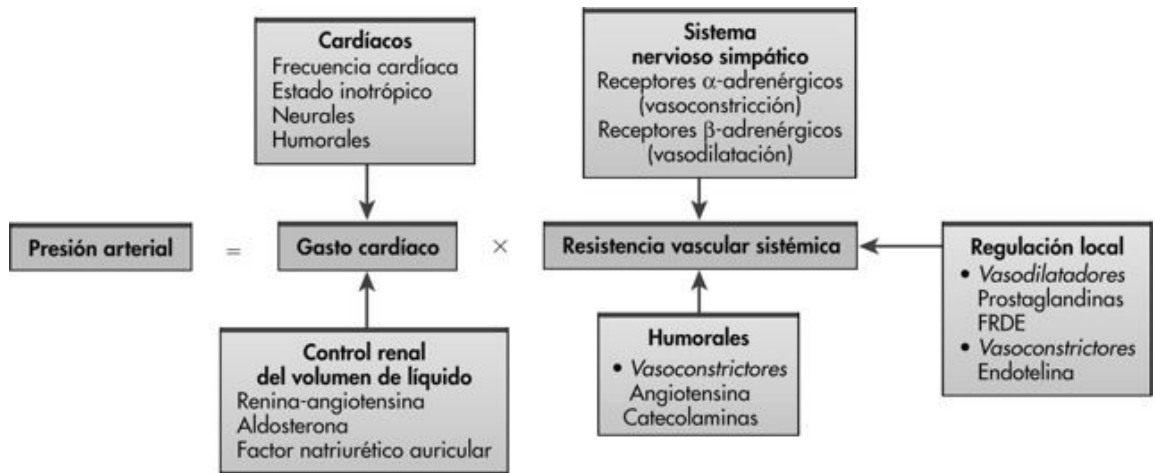 Cardíacos
Frecuencia cardíaca
Estado inotrópico
Neurales
Humorales
Sistema
nervioso simpático
Receptores α-adrenérgicos
(vasoconstricción)
Receptores β-adrenérgicos
(vasodilatación)
Presión arterial
=
Gasto cardíaco
×
Resistencia vascular sistémica
Regulación local
• Vasodilatadores
Prostaglandinas
FRDE
• Vasoconstrictores
Endotelina
Control renal
del volumen de líquido
Renina-angiotensina
Aldosterona
Factor natriurético auricular
Humorales
• Vasoconstrictores
Angiotensina
Catecolaminas